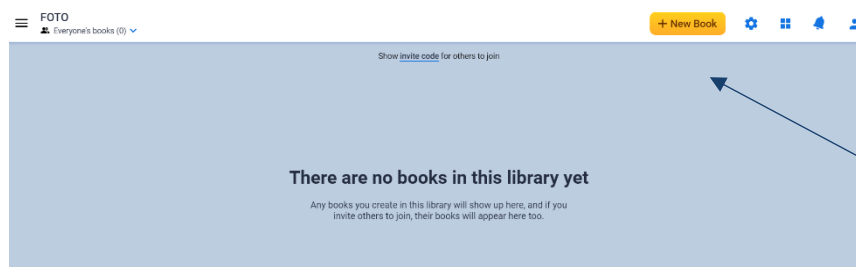 FOTO
Everyone's books (0)
+ New Book
Show invite code for others to join
There are no books in this library yet
Any books you create in this library will show up here, and if you
invite others to join, their books will appear here too.